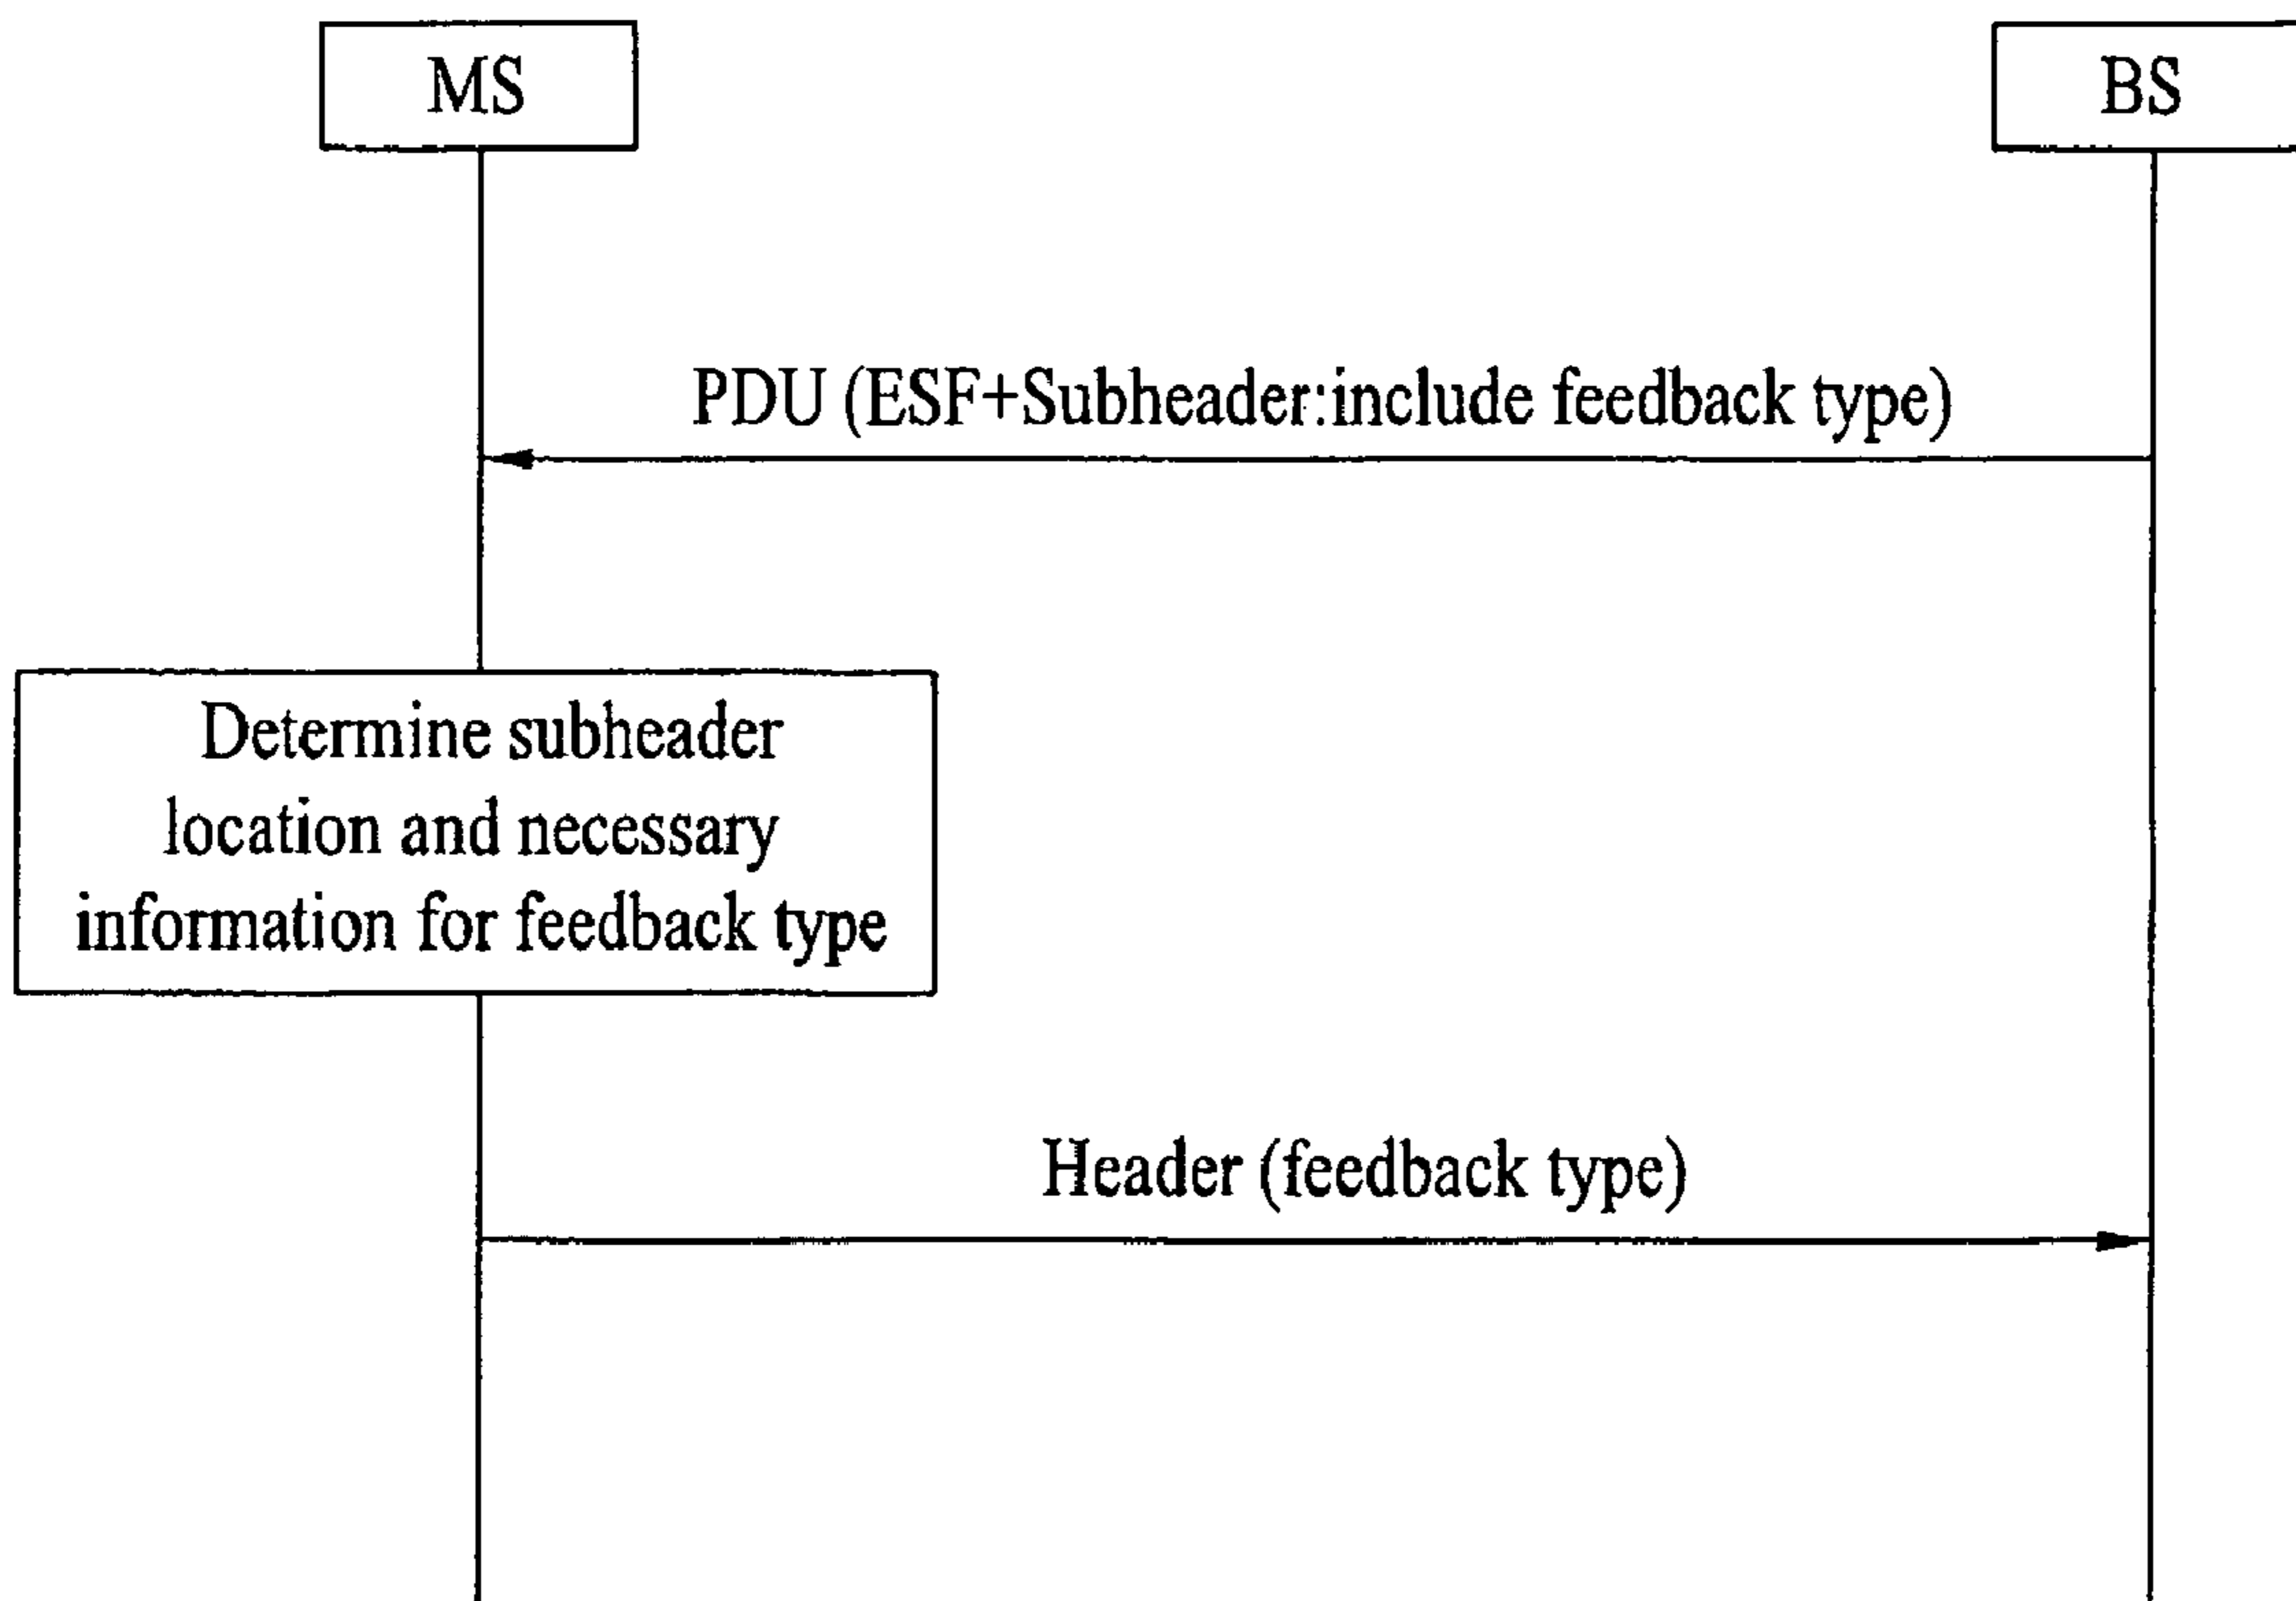 MS
BS
PDU (ESF+Subheader:include feedback type)
Determine subheader
location and necessary
information for feedback type
Header (feedback type)